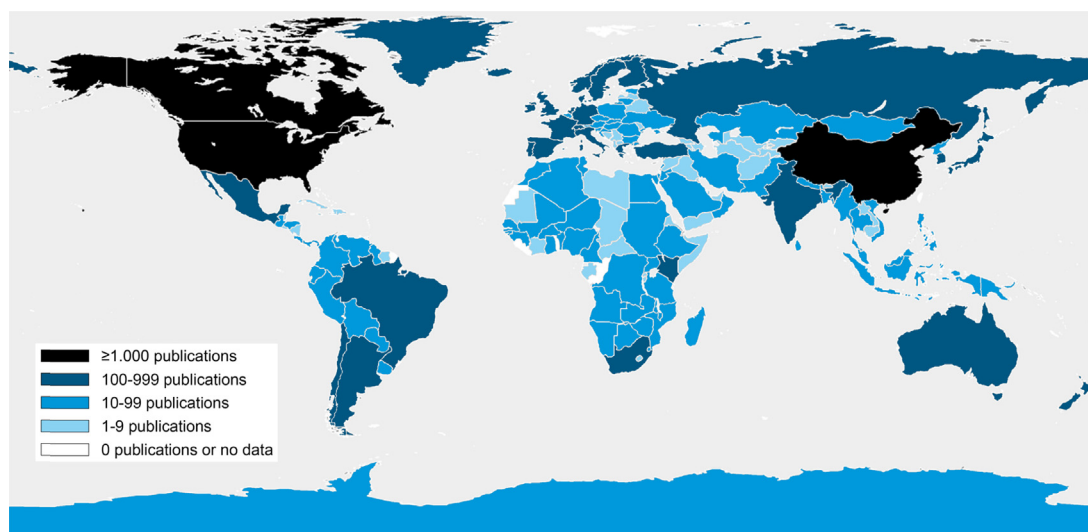 ≥1.000 publications
100-999 publications
10-99 publications
1-9 publications
0 publications or no data